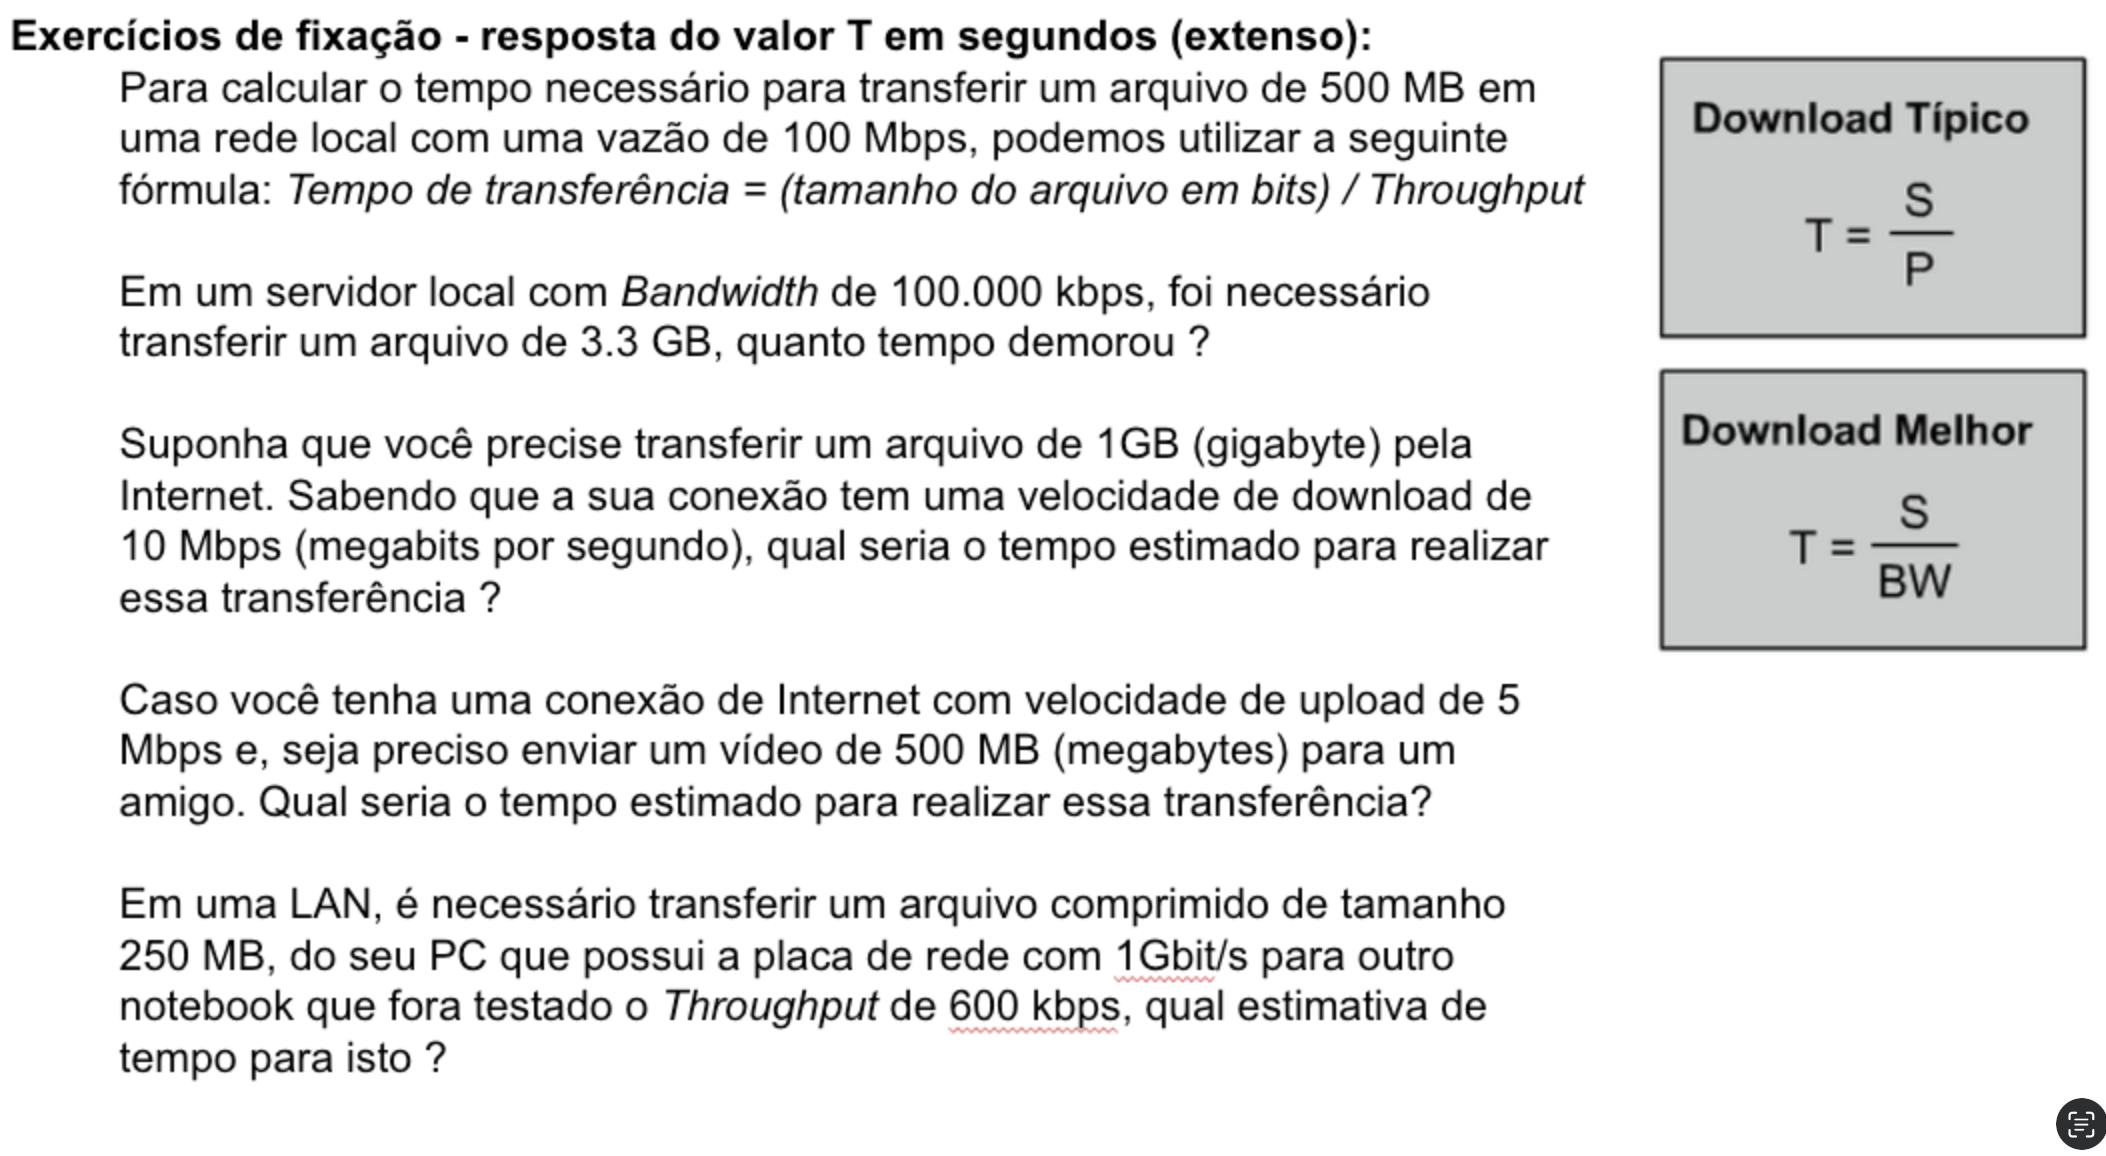 Exercícios de fixação - resposta do valor T em segundos (extenso):
Para calcular o tempo necessário para transferir um arquivo de 500 MB em
uma rede local com uma vazão de 100 Mbps, podemos utilizar a seguinte
fórmula: Tempo de transferência = (tamanho do arquivo em bits) / Throughput
Em um servidor local com Bandwidth de 100.000 kbps, foi necessário
transferir um arquivo de 3.3 GB, quanto tempo demorou ?
Suponha que você precise transferir um arquivo de 1GB (gigabyte) pela
Internet. Sabendo que a sua conexão tem uma velocidade de download de
10 Mbps (megabits por segundo), qual seria o tempo estimado para realizar
essa transferência ?
Caso você tenha uma conexão de Internet com velocidade de upload de 5
Mbps e, seja preciso enviar um vídeo de 500 MB (megabytes) para um
amigo. Qual seria o tempo estimado para realizar essa transferência?
Em uma LAN, é necessário transferir um arquivo comprimido de tamanho
250 MB, do seu PC que possui a placa de rede com 1Gbit/s para outro
notebook que fora testado o Throughput de 600 kbps, qual estimativa de
tempo para isto ?
Download Típico
S
T =
P
Download Melhor
S
T =
BW